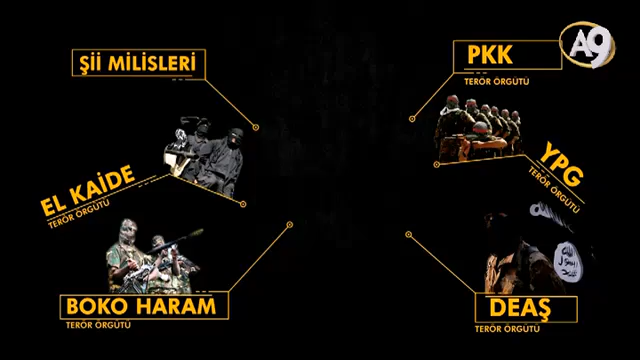 Şİİ MİLİSLERİ
PKK
TERÖR ÖRGÜTÜ
A9
EL KAİDE
TERÖR ÖRGÜTÜ
YPG
TERÖR ÖRGÜTÜ
BOKO HARAM
TERÖR ÖRGÜTÜ
DEAŞ
TERÖR ÖRGÜTÜ